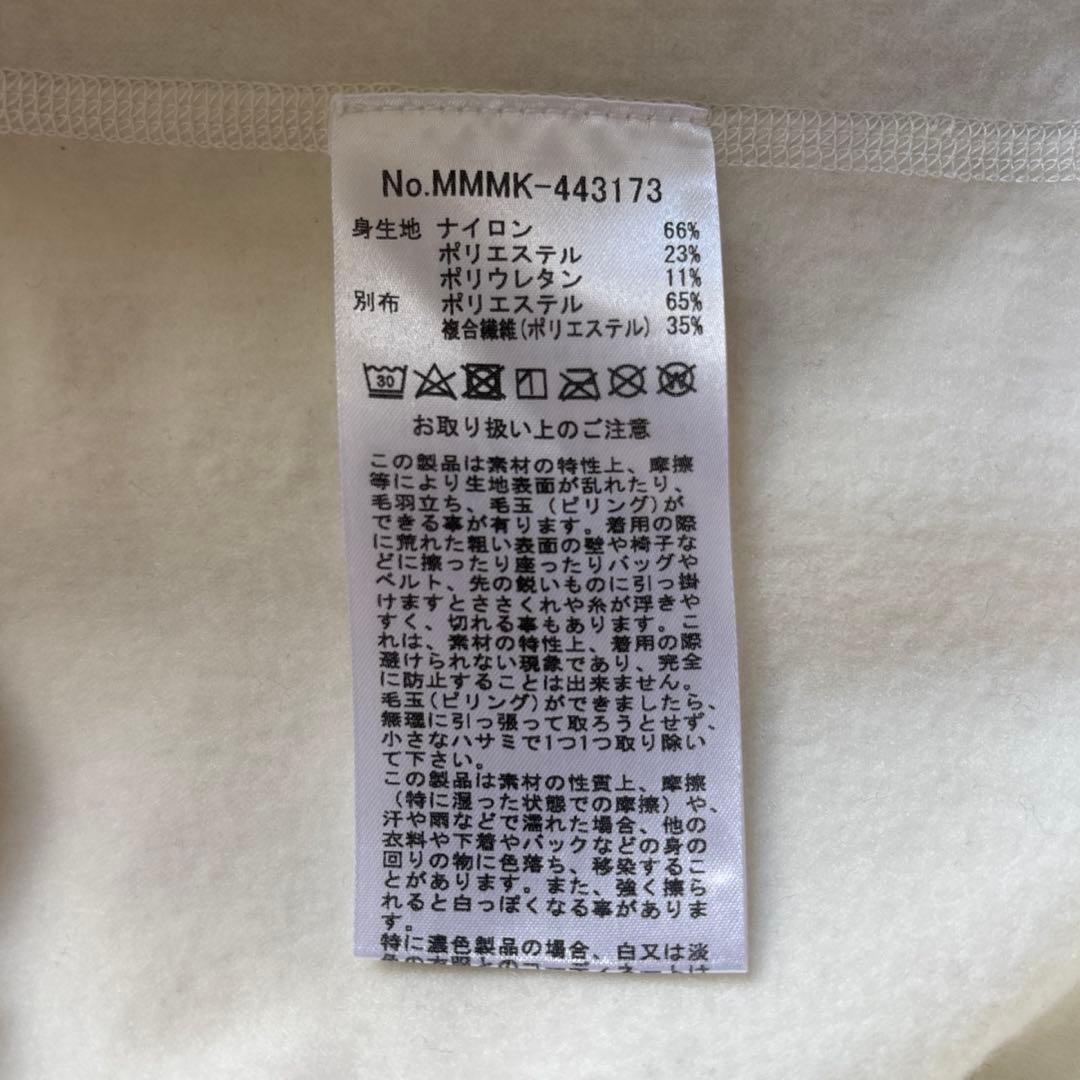 No.MMMK-443173
身生地 ナイロン 66%
ポリエステル 23%
ポリウレタン 11%
別布 ポリエステル 65%
複合繊維(ポリエステル) 35%
30
W
お取り扱い上のご注意
この製品は素材の特性上、摩擦
等により生地表面が乱れたり、
毛羽立ち、毛玉(ピリング)が
できる事が有ります。着用の際
に荒れた粗い表面の壁や椅子な
どに擦ったり座ったりバッグや
ベルト、先の鋭いものに引っ掛
けますとささくれや糸が浮きや
すく、切れる事もあります。こ
れは、素材の特性上、着用の際
避けられない現象であり、完全
に防止することは出来ません。
毛玉(ピリング)ができましたら、
無理に引っ張って取ろうとせず、
小さなハサミで1つ1つ取り除い
て下さい。
この製品は素材の性質上、摩擦
(特に湿った状態での摩擦)や、
汗や雨などで濡れた場合、他の
衣料や下着やバックなどの身の
回りの物に色落ち、移染するこ
とがあります。また、強く擦ら
れると白っぽくなる事がありま
す。
特に濃色製品の場合、白又は淡